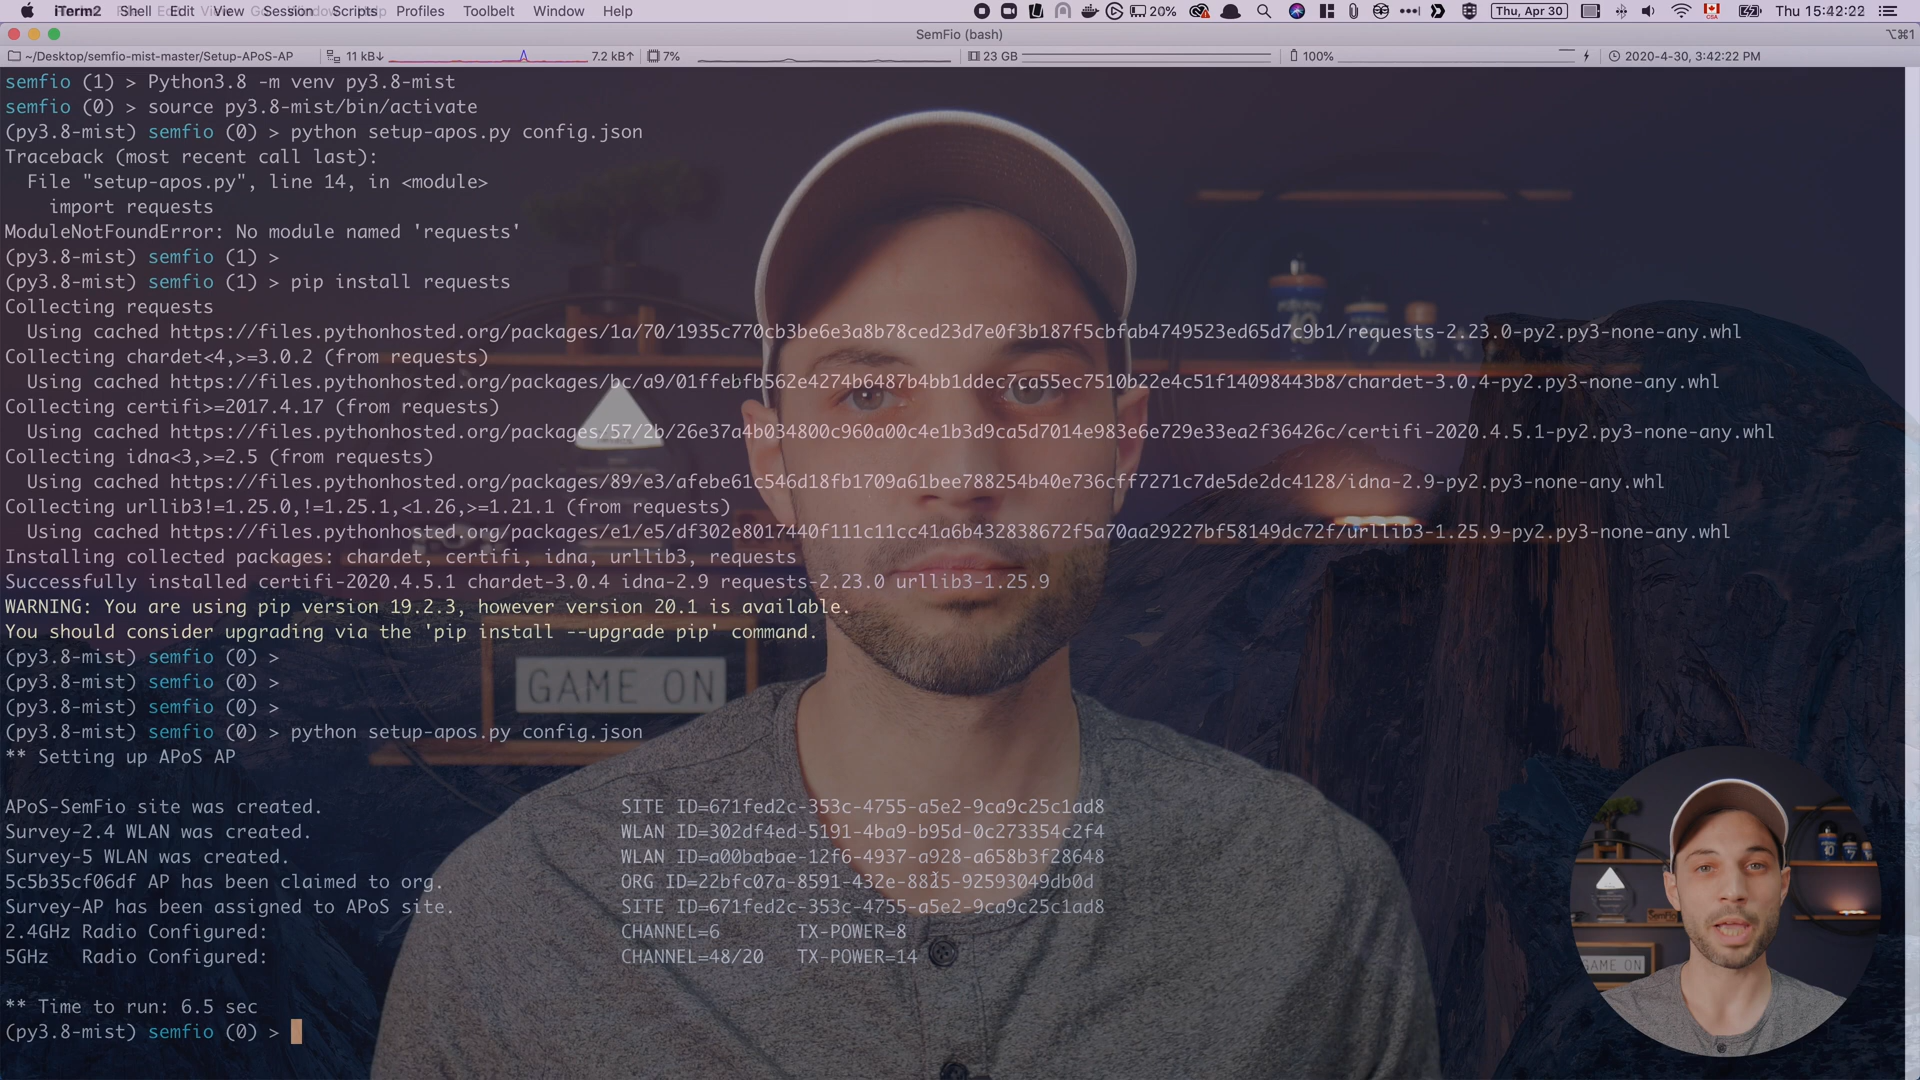 iTerm2 Shell Edit View Session Scripts Profiles Toolbelt Window Help 20% Thu, Apr 30 CSA Thu 15:42:22
SemFio (bash) ⌥⌘1
~/Desktop/semfio-mist-master/Setup-APoS-AP 11 kB↓ 7.2 kB↑ 7% 23 GB 100% 2020-4-30, 3:42:22 PM
semfio (1) > Python3.8 -m venv py3.8-mist
semfio (0) > source py3.8-mist/bin/activate
(py3.8-mist) semfio (0) > python setup-apos.py config.json
Traceback (most recent call last):
File "setup-apos.py", line 14, in <module>
import requests
ModuleNotFoundError: No module named 'requests'
(py3.8-mist) semfio (1) >
(py3.8-mist) semfio (1) > pip install requests
Collecting requests
Using cached https://files.pythonhosted.org/packages/1a/70/1935c770cb3be6e3a8b78ced23d7e0f3b187f5cbfab4749523ed65d7c9b1/requests-2.23.0-py2.py3-none-any.whl
Collecting chardet<4,>=3.0.2 (from requests)
Using cached https://files.pythonhosted.org/packages/bc/a9/01ffebfb562e4274b6487b4bb1ddec7ca55ec7510b22e4c51f14098443b8/chardet-3.0.4-py2.py3-none-any.whl
Collecting certifi>=2017.4.17 (from requests)
Using cached https://files.pythonhosted.org/packages/57/2b/26e37a4b034800c960a00c4e1b3d9ca5d7014e983e6e729e33ea2f36426c/certifi-2020.4.5.1-py2.py3-none-any.whl
Collecting idna<3,>=2.5 (from requests)
Using cached https://files.pythonhosted.org/packages/89/e3/afebe61c546d18fb1709a61bee788254b40e736cff7271c7de5de2dc4128/idna-2.9-py2.py3-none-any.whl
Collecting urllib3!=1.25.0,!=1.25.1,<1.26,>=1.21.1 (from requests)
Using cached https://files.pythonhosted.org/packages/e1/e5/df302e8017440f111c11cc41a6b432838672f5a70aa29227bf58149dc72f/urllib3-1.25.9-py2.py3-none-any.whl
Installing collected packages: chardet, certifi, idna, urllib3, requests
Successfully installed certifi-2020.4.5.1 chardet-3.0.4 idna-2.9 requests-2.23.0 urllib3-1.25.9
WARNING: You are using pip version 19.2.3, however version 20.1 is available.
You should consider upgrading via the 'pip install --upgrade pip' command.
(py3.8-mist) semfio (0) >
(py3.8-mist) semfio (0) >
(py3.8-mist) semfio (0) >
(py3.8-mist) semfio (0) > python setup-apos.py config.json
** Setting up APoS AP
APoS-SemFio site was created. SITE ID=671fed2c-353c-4755-a5e2-9ca9c25c1ad8
Survey-2.4 WLAN was created. WLAN ID=302df4ed-5191-4ba9-b95d-0c273354c2f4
Survey-5 WLAN was created. WLAN ID=a00babae-12f6-4937-a928-a658b3f28648
5c5b35cf06df AP has been claimed to org. ORG ID=22bfc07a-8591-432e-8815-92593049db0d
Survey-AP has been assigned to APoS site. SITE ID=671fed2c-353c-4755-a5e2-9ca9c25c1ad8
2.4GHz Radio Configured: CHANNEL=6 TX-POWER=8
5GHz Radio Configured: CHANNEL=48/20 TX-POWER=14
** Time to run: 6.5 sec
(py3.8-mist) semfio (0) >
GAME ON
SemFio
GAME ON